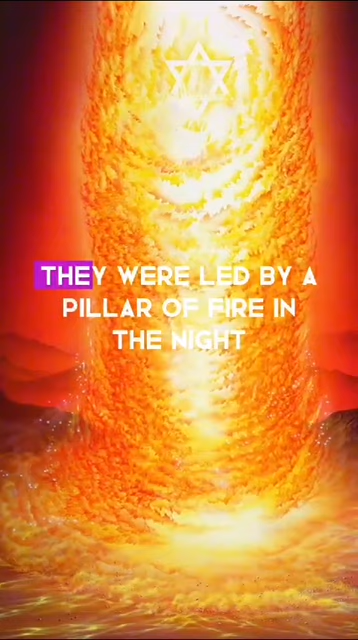 THEY WERE LED BY A
PILLAR OF FIRE IN
THE NIGHT